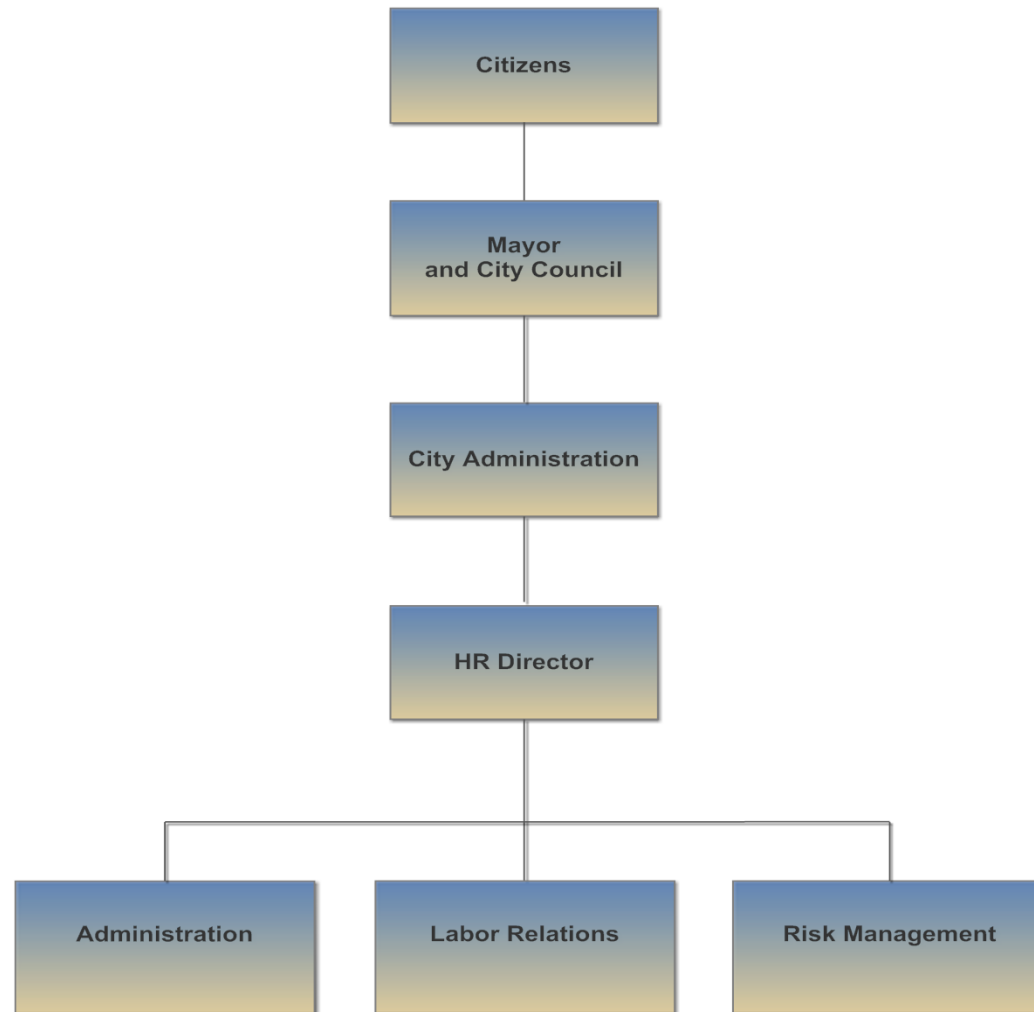 Citizens
Mayor
and City Council
City Administration
HR Director
Administration
Labor Relations
Risk Management